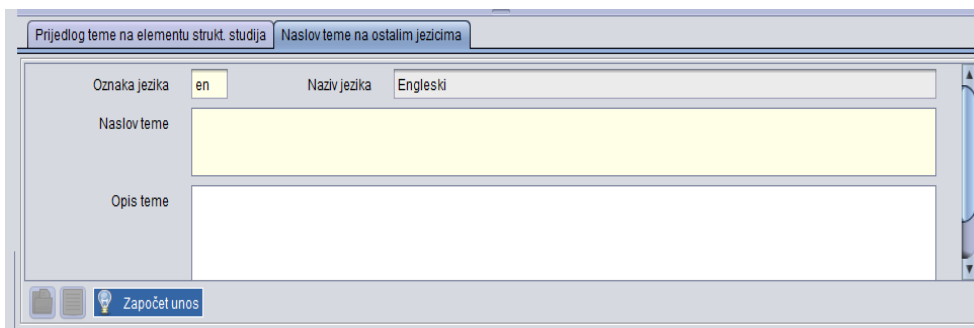 Prijedlog teme na elementu strukt. studija Naslov teme na ostalim jezicima
Oznaka jezika en Naziv jezika Engleski
Naslov teme
Opis teme
Započet unos